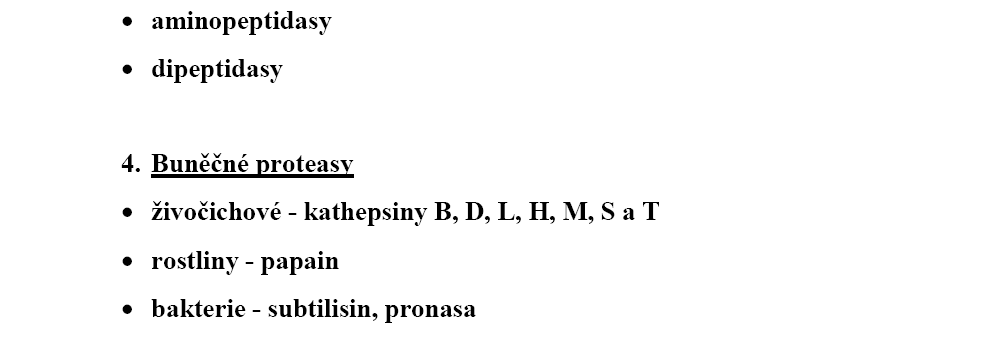 • aminopeptidasy
• dipeptidasy
4. Buněčné proteasy
• živočichové - kathepsiny B, D, L, H, M, S a T
• rostliny - papain
• bakterie - subtilisin, pronasa